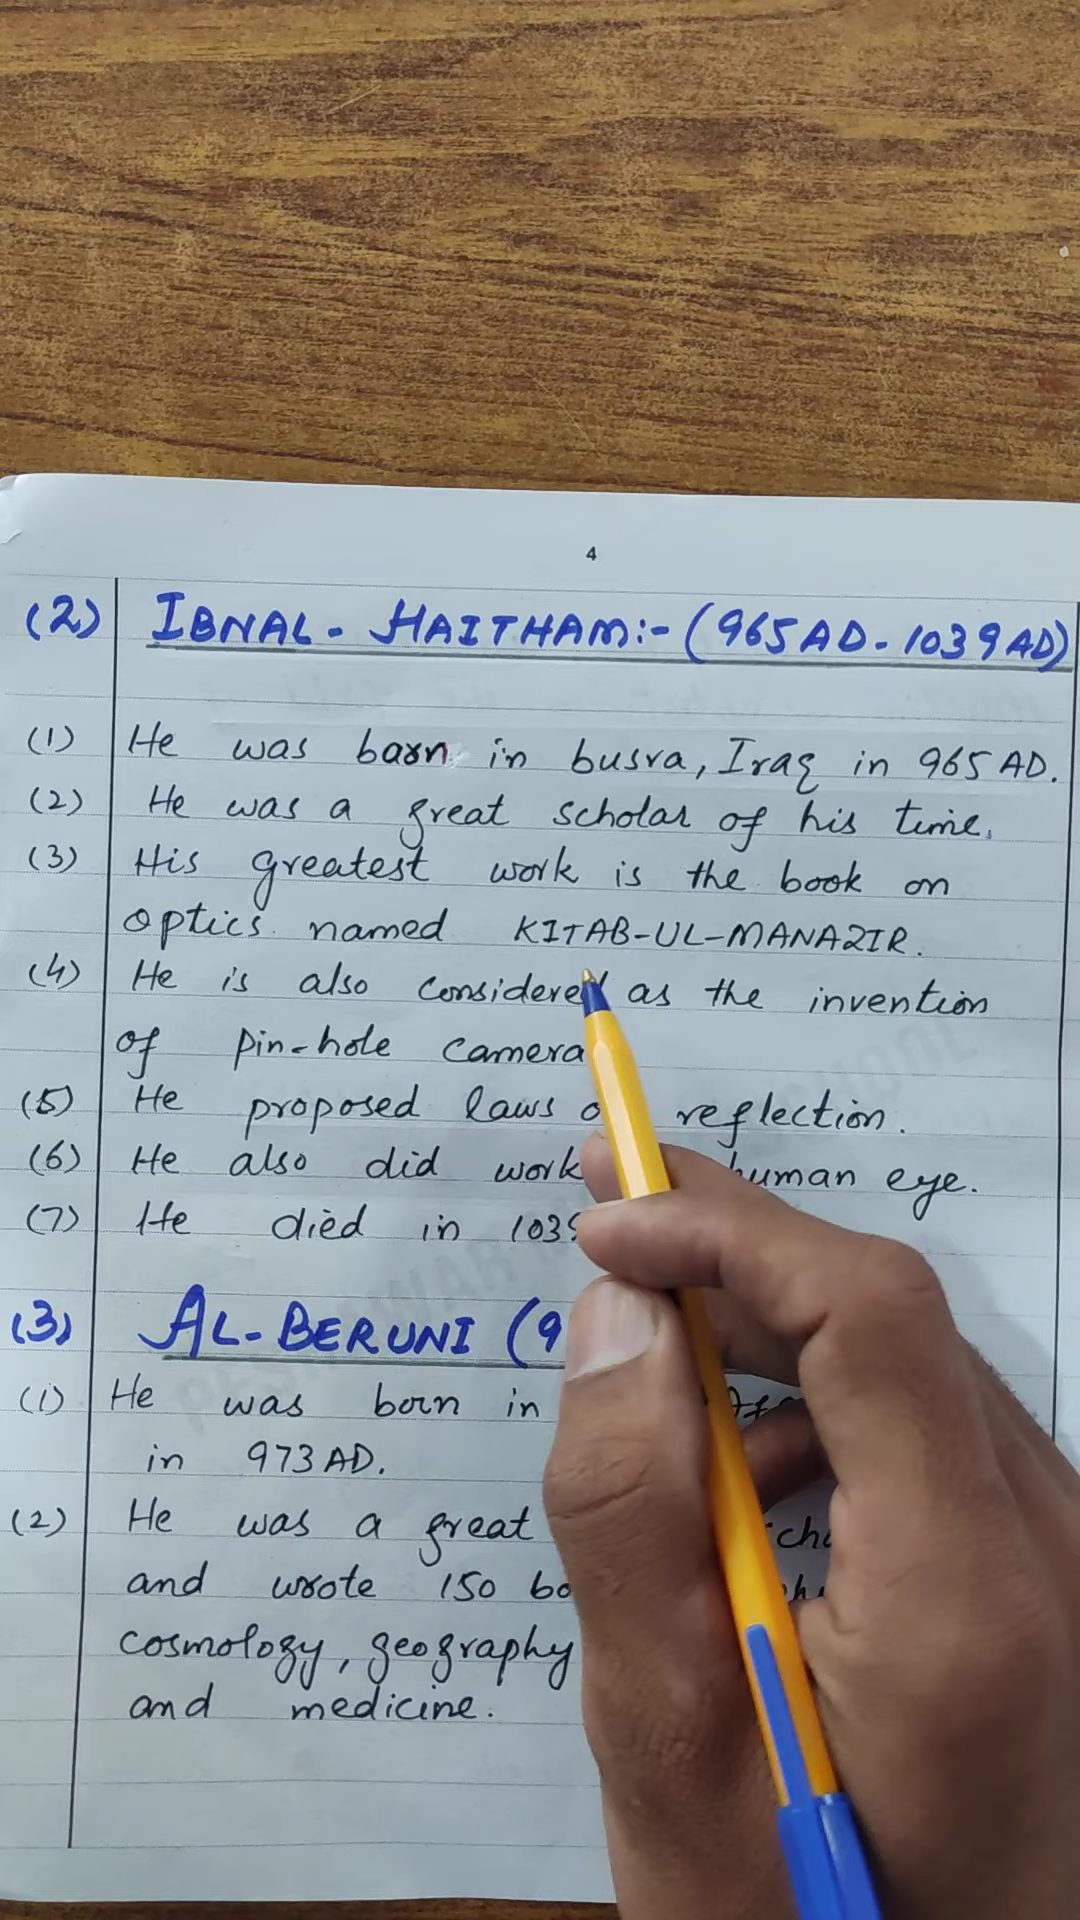 4
(2) IBNAL-HAITHAM:-(965AD-1039AD)
(1) He was born in busra, Iraq in 965 AD.
(2) He was a great scholar of his time.
(3) His greatest work is the book on
optics named KITAB-UL-MANAZIR.
(4) He is also considered as the invention
of pin-hole camera
(5) He proposed laws reflection.
(6) He also did work human eye.
(7) He died in 1039
(3) AL-BERUNI (9
(1) He was born in
in 973 AD.
(2) He was a great
and wrote 150
cosmology, geography
and medicine.